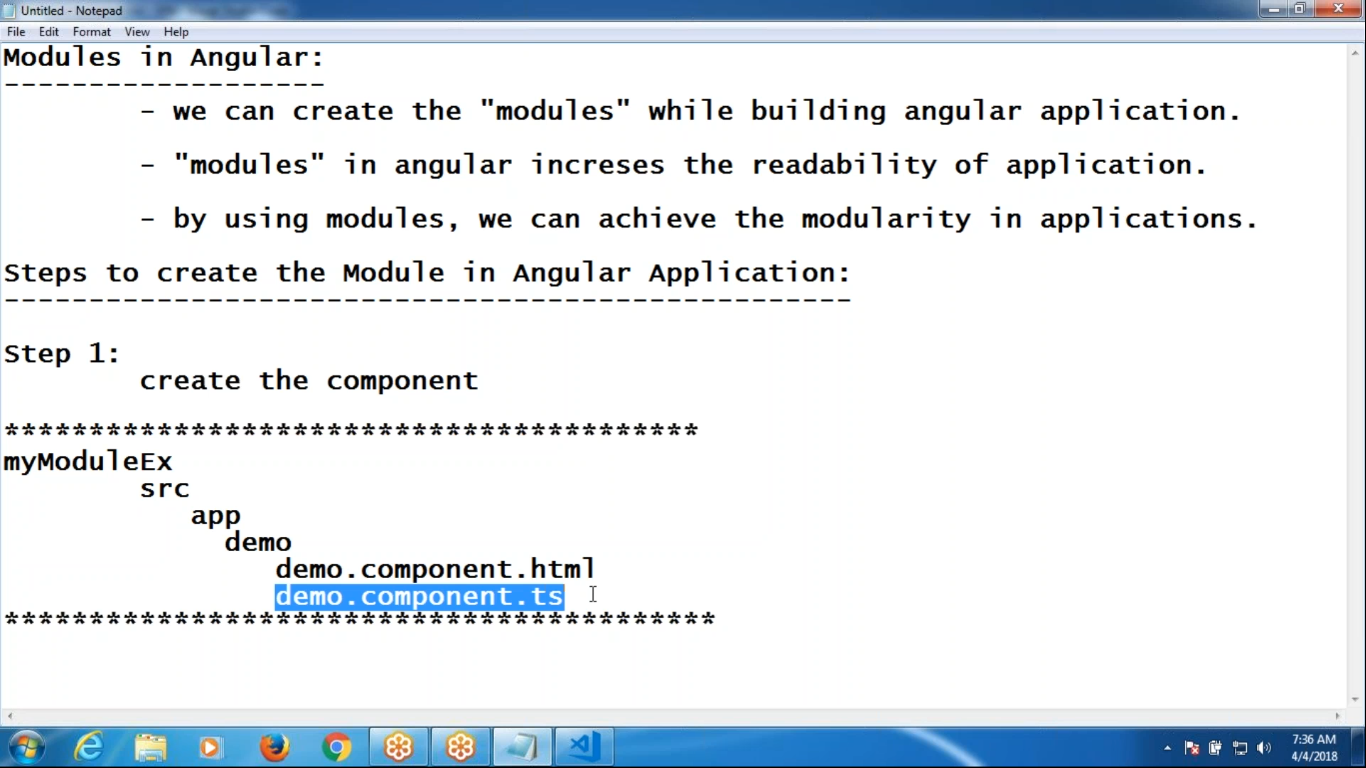 Untitled - Notepad
File Edit Format View Help
Modules in Angular:
-------------------
- we can create the "modules" while building angular application.
- "modules" in angular increses the readability of application.
- by using modules, we can achieve the modularity in applications.
Steps to create the Module in Angular Application:
--------------------------------------------------
Step 1:
create the component
*****************************************
myModuleEx
src
app
demo
demo.component.html
demo.component.ts
******************************************
7:36 AM
4/4/2018